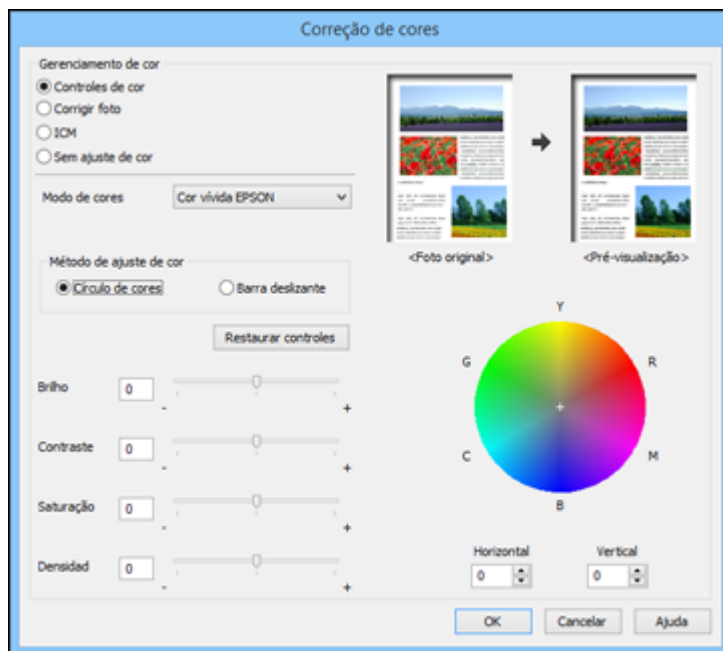 Correção de cores
Gerenciamento de cor
Controles de cor
Corrigir foto
ICM
Sem ajuste de cor
Modo de cores
Cor vívida EPSON
<Foto original>
<Pré-visualização>
Método de ajuste de cor
Círculo de cores
Barra deslizante
Restaurar controles
Brilho 0 - +
Contraste 0 - +
Saturação 0 - +
Densidad 0 - +
Y
G R
C M
B
Horizontal Vertical
0 0
OK Cancelar Ajuda